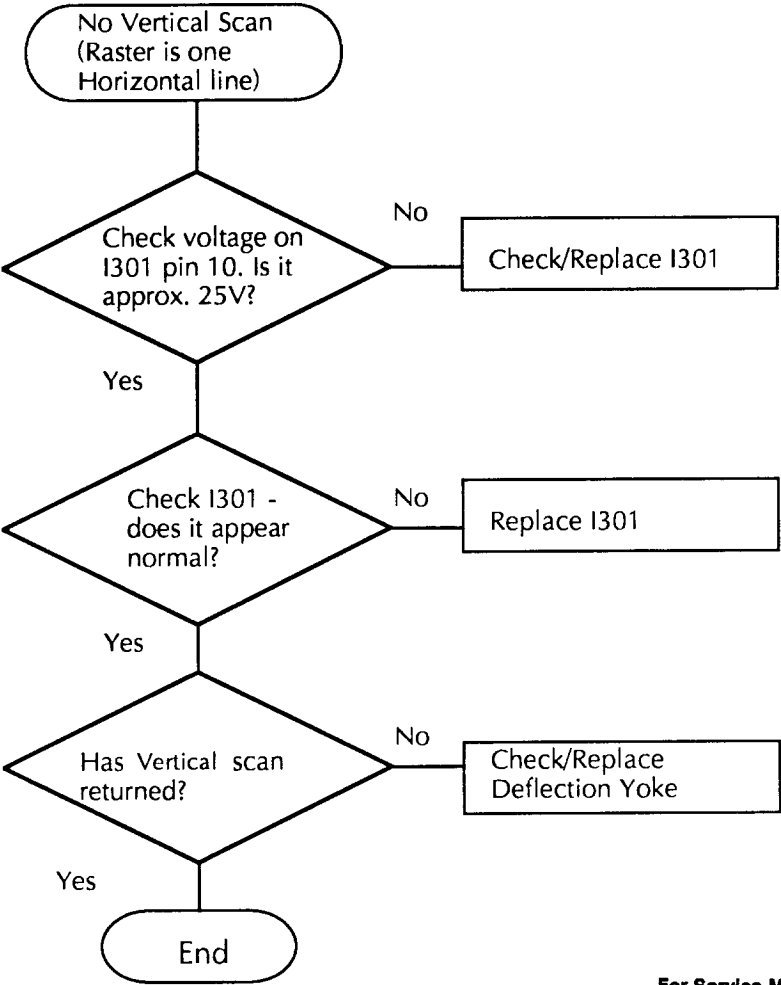 No Vertical Scan
(Raster is one
Horizontal line)
No
Check voltage on
I301 pin 10. Is it
approx. 25V?
Check/Replace I301
Yes
Check I301 -
does it appear
normal?
No
Replace I301
Yes
No
Has Vertical scan
returned?
Check/Replace
Deflection Yoke
Yes
End
For Service M